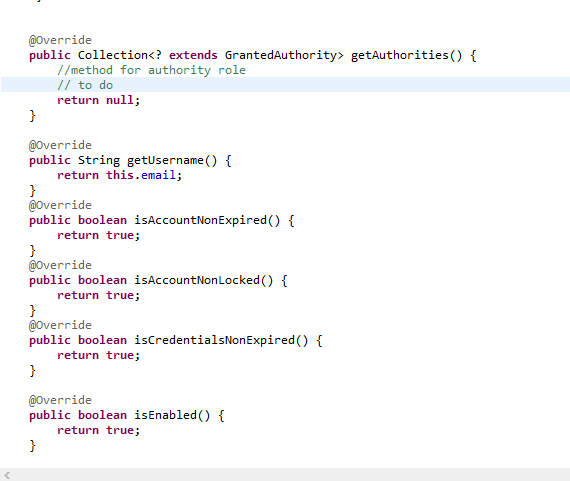 @Override
public Collection<? extends GrantedAuthority> getAuthorities() {
//method for authority role
// to do
return null;
}
@Override
public String getUsername() {
return this.email;
}
@Override
public boolean isAccountNonExpired() {
return true;
}
@Override
public boolean isAccountNonLocked() {
return true;
}
@Override
public boolean isCredentialsNonExpired() {
return true;
}
@Override
public boolean isEnabled() {
return true;
}